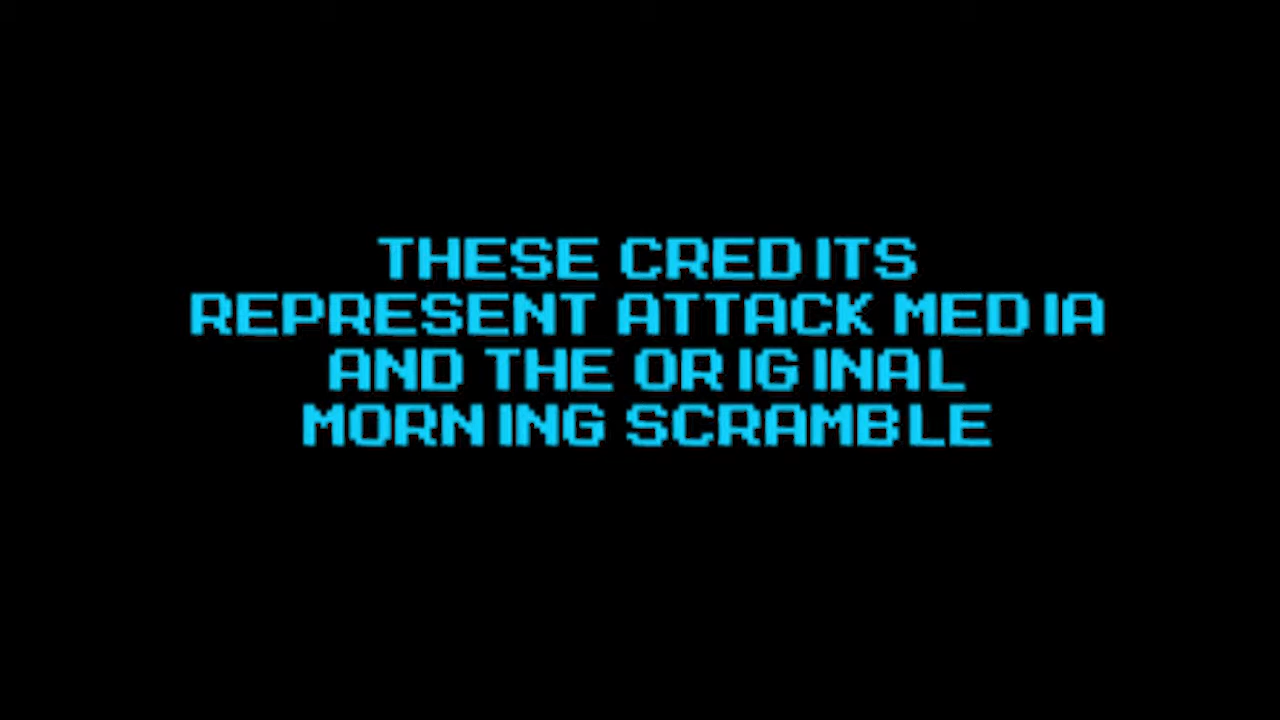 THESE CREDITS
REPRESENT ATTACK MEDIA
AND THE ORIGINAL
MORNING SCRAMBLE